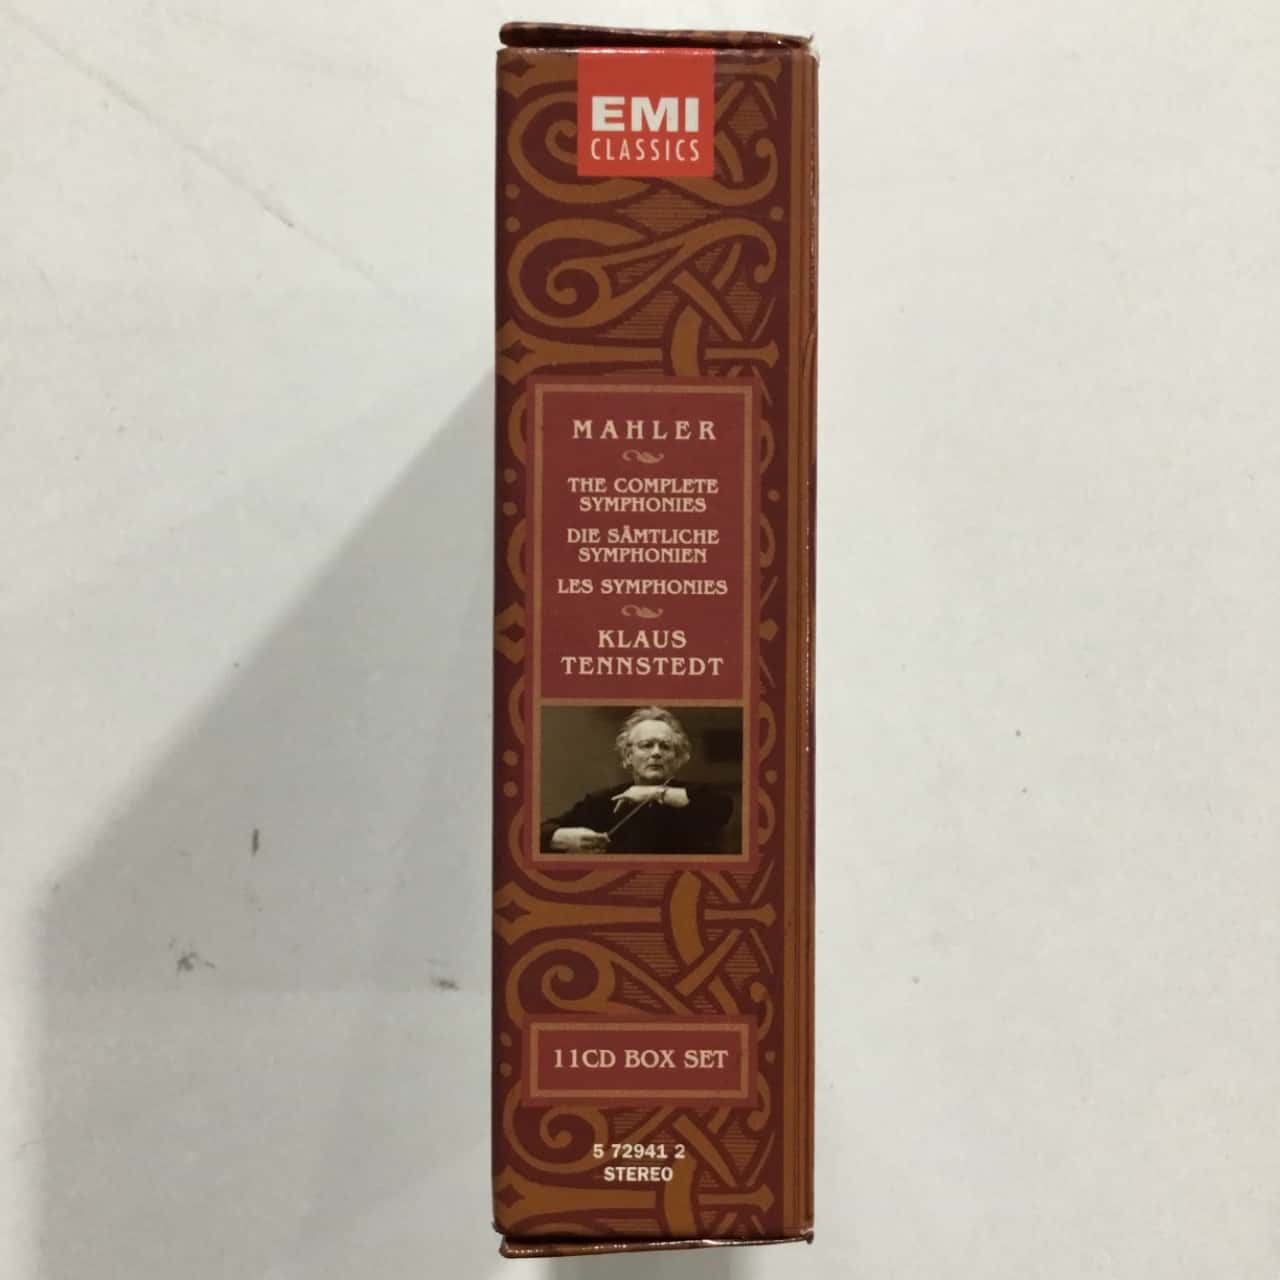 EMI
CLASSICS
MAHLER
THE COMPLETE
SYMPHONIES
DIE SÄMTLICHE
SYMPHONIEN
LES SYMPHONIES
KLAUS
TENNSTEDT
11CD BOX SET
5 72941 2
STEREO